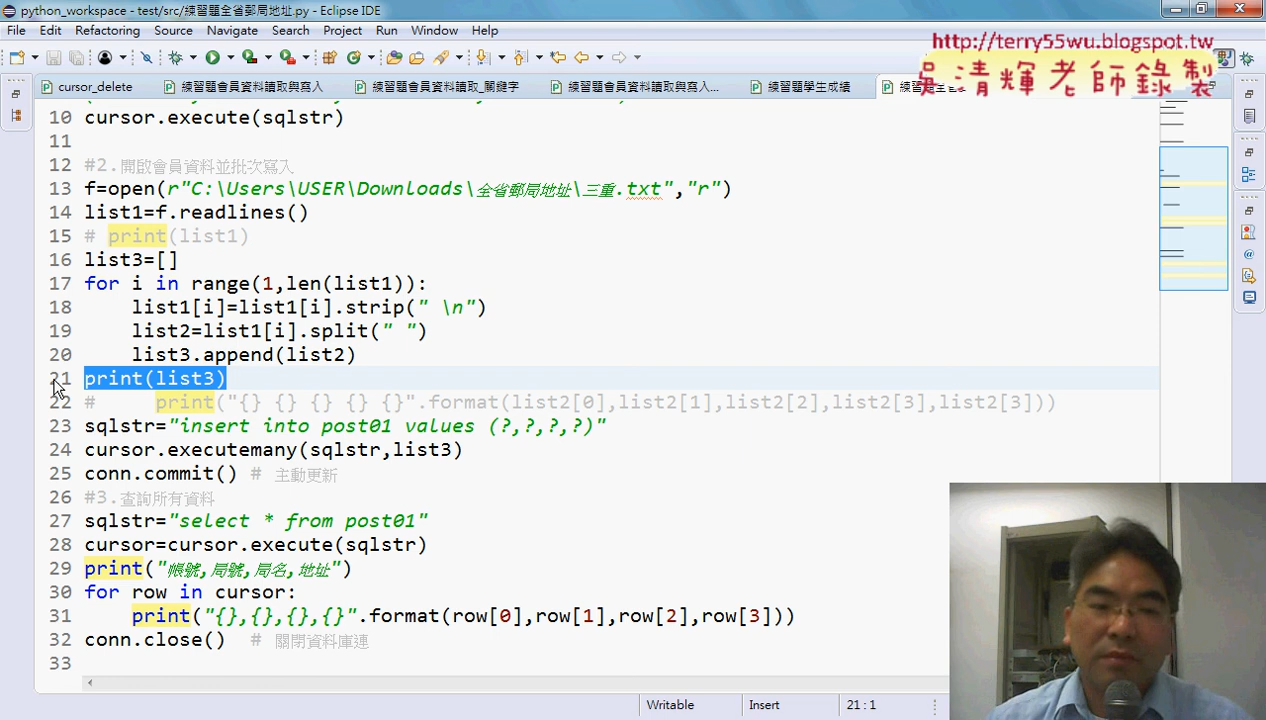 python_workspace - test/src/練習題全省郵局地址.py - Eclipse IDE
File Edit Refactoring Source Navigate Search Project Run Window Help
http://terry55wu.blogspot.tw
吳清輝老師錄製
cursor_delete 練習題會員資料讀取與寫入 練習題會員資料讀取_關鍵字 練習題會員資料讀取與寫入... 練習題學生成績
10 cursor.execute(sqlstr)
11
12 #2.開啟會員資料並批次寫入
13 f=open(r"C:\Users\USER\Downloads\全省郵局地址\三重.txt","r")
14 list1=f.readlines()
15 # print(list1)
16 list3=[]
17 for i in range(1,len(list1)):
18 list1[i]=list1[i].strip(" \n")
19 list2=list1[i].split(" ")
20 list3.append(list2)
21 print(list3)
22 # print("{} {} {} {} {}".format(list2[0],list2[1],list2[2],list2[3],list2[3]))
23 sqlstr="insert into post01 values (?,?,?,?)"
24 cursor.executemany(sqlstr,list3)
25 conn.commit() # 主動更新
26 #3.查詢所有資料
27 sqlstr="select * from post01"
28 cursor=cursor.execute(sqlstr)
29 print("帳號,局號,局名,地址")
30 for row in cursor:
31 print("{},{},{},{}".format(row[0],row[1],row[2],row[3]))
32 conn.close() # 關閉資料庫連
33
Writable Insert 21 : 1